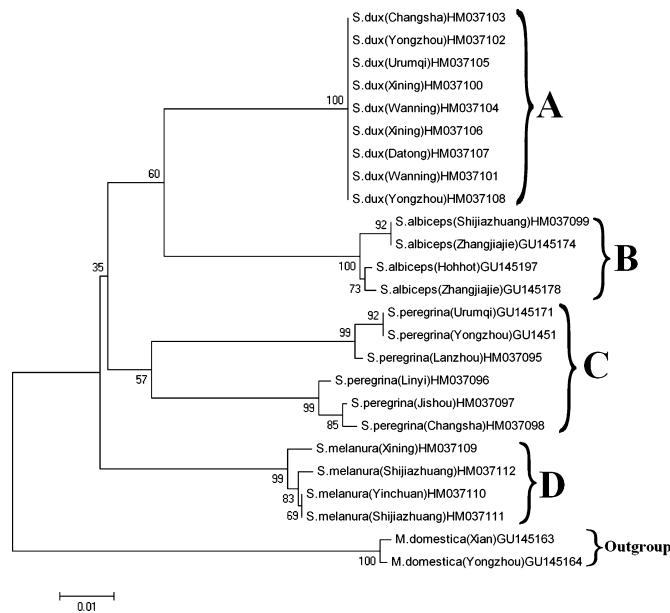 S.dux(Changsha)HM037103
S.dux(Yongzhou)HM037102
S.dux(Urumqi)HM037105
S.dux(Xining)HM037100
100
S.dux(Wanning)HM037104
A
S.dux(Xining)HM037106
S.dux(Datong)HM037107
60
S.dux(Wanning)HM037101
S.dux(Yongzhou)HM037108
92
S.albiceps(Shijiazhuang)HM037099
S.albiceps(Zhangjiajie)GU145174
B
100
S.albiceps(Hohhot)GU145197
35
73
S.albiceps(Zhangjiajie)GU145178
92
S.peregrina(Urumqi)GU145171
99
S.peregrina(Yongzhou)GU1451
S.peregrina(Lanzhou)HM037095
C
57
S.peregrina(Linyi)HM037096
99
S.peregrina(Jishou)HM037097
85
S.peregrina(Changsha)HM037098
S.melanura(Xining)HM037109
99
S.melanura(Shijiazhuang)HM037112
D
83
S.melanura(Yinchuan)HM037110
69
S.melanura(Shijiazhuang)HM037111
M.domestica(Xian)GU145163
Outgroup
100
M.domestica(Yongzhou)GU145164
0.01